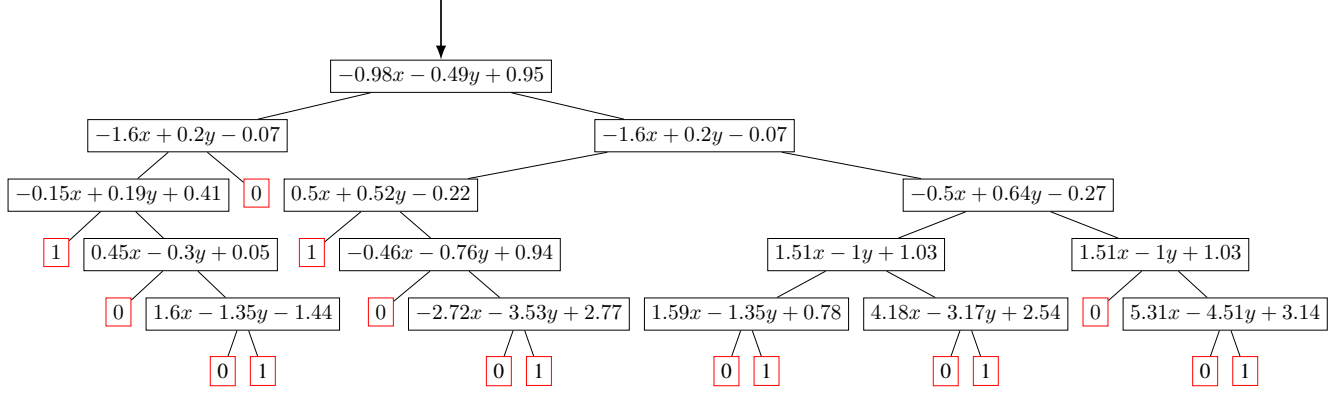 −0.98x − 0.49y + 0.95
−1.6x + 0.2y − 0.07
−1.6x + 0.2y − 0.07
−0.15x + 0.19y + 0.41
0
0.5x + 0.52y − 0.22
−0.5x + 0.64y − 0.27
1
0.45x − 0.3y + 0.05
1
−0.46x − 0.76y + 0.94
1.51x − 1y + 1.03
1.51x − 1y + 1.03
0
1.6x − 1.35y − 1.44
0
−2.72x − 3.53y + 2.77
1.59x − 1.35y + 0.78
4.18x − 3.17y + 2.54
0
5.31x − 4.51y + 3.14
0
1
0
1
0
1
0
1
0
1